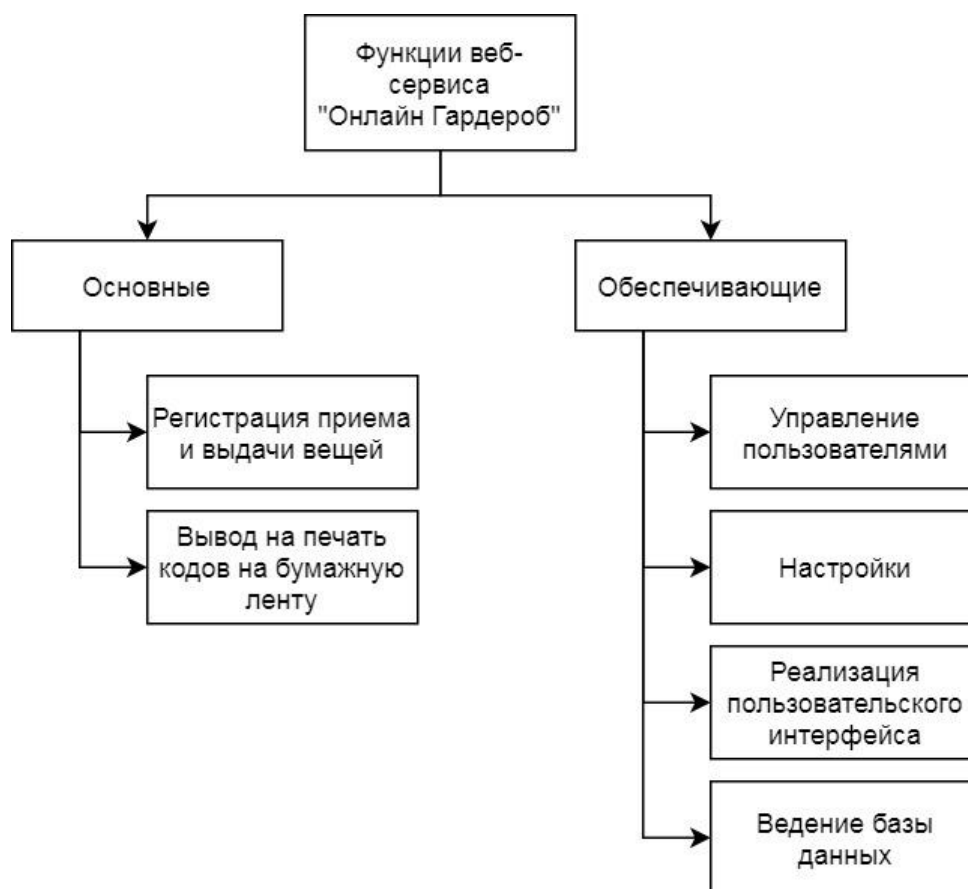 Функции веб-
сервиса
"Онлайн Гардероб"
Основные
Обеспечивающие
Регистрация приема
и выдачи вещей
Вывод на печать
кодов на бумажную
ленту
Управление
пользователями
Настройки
Реализация
пользовательского
интерфейса
Ведение базы
данных